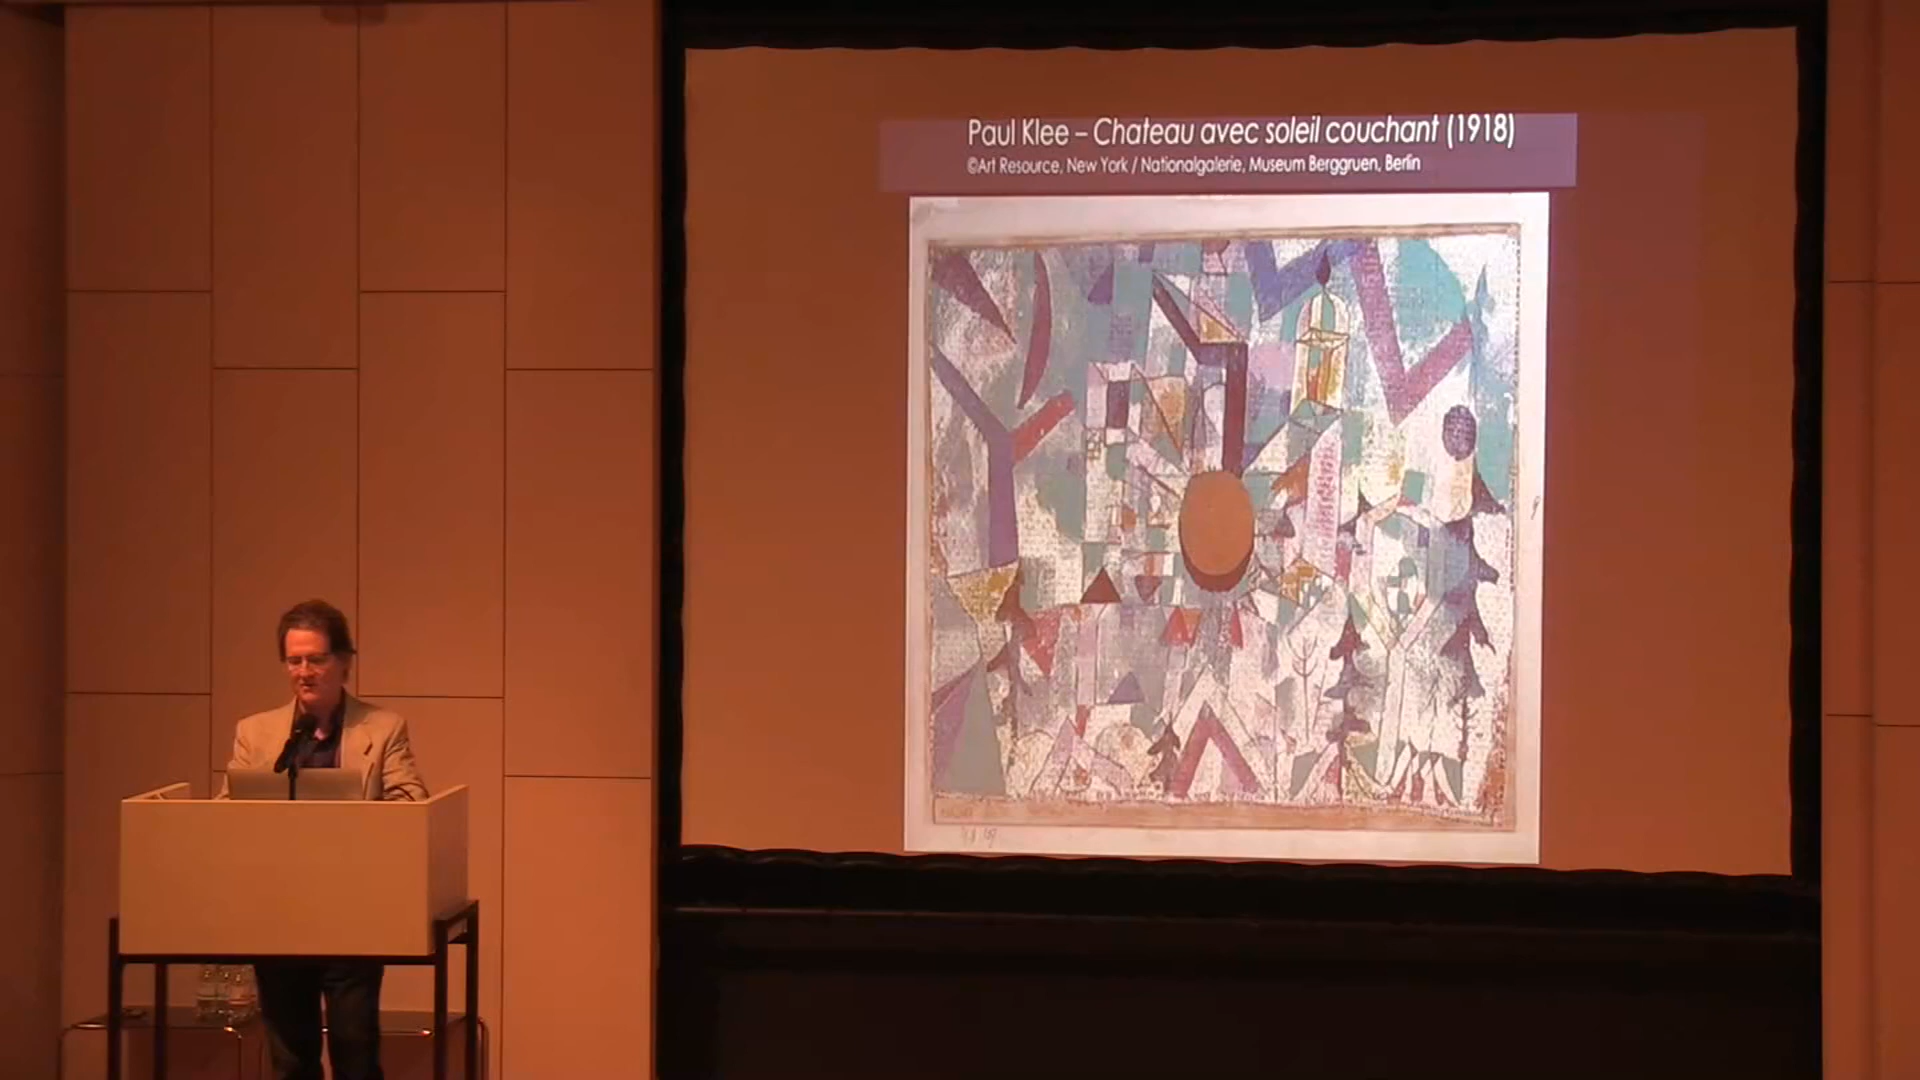 Paul Klee – Chateau avec soleil couchant (1918)
©Art Resource, New York / Nationalgalerie, Museum Berggruen, Berlin